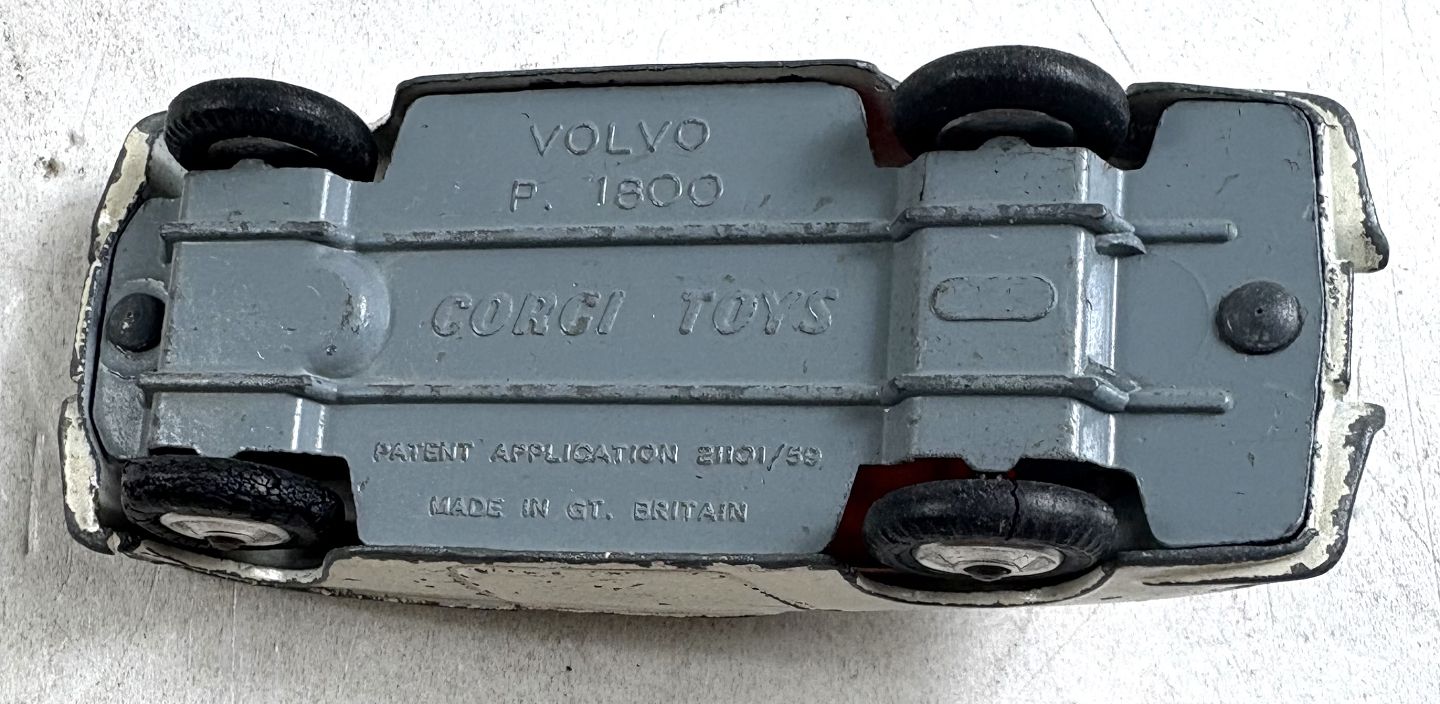 VOLVO
P. 1800
CORGI TOYS
PATENT APPLICATION 21101/59
MADE IN GT. BRITAIN